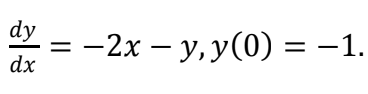 dy/dx = −2x − y, y(0) = −1.